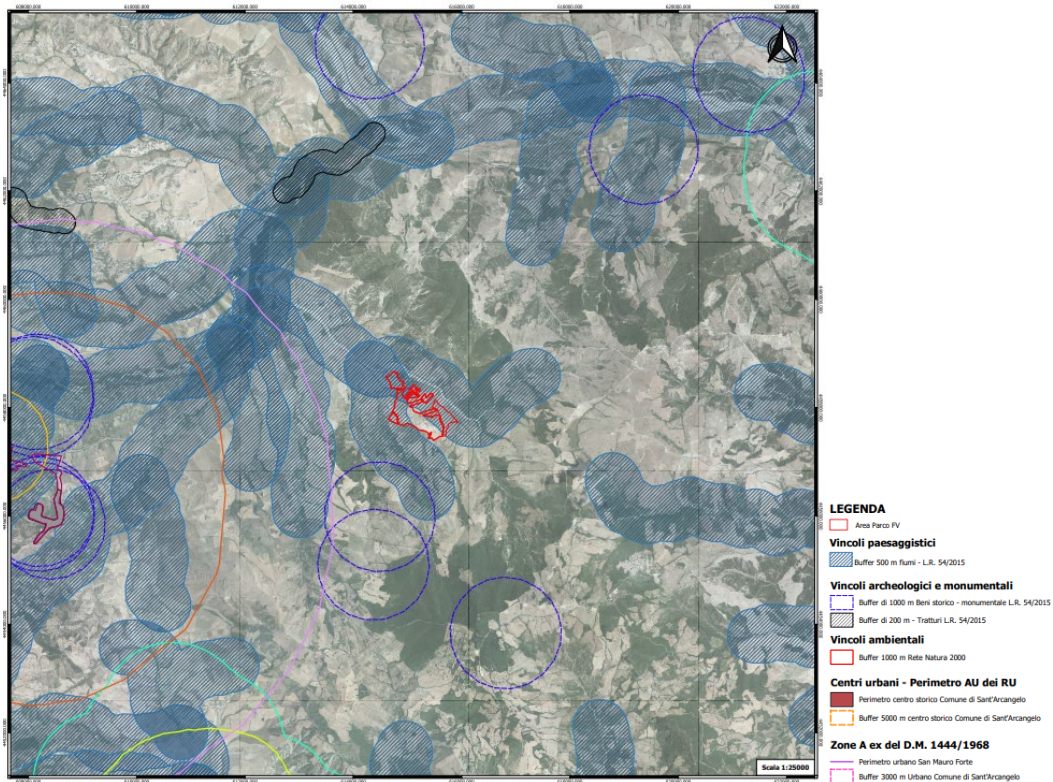 Scala 1:25000
LEGENDA
Area Parco FV
Vincoli paesaggistici
Buffer 500 m fiumi - L.R. 54/2015
Vincoli archeologici e monumentali
Buffer di 1000 m Beni storico - monumentale L.R. 54/2015
Buffer di 200 m - Tratturi L.R. 54/2015
Vincoli ambientali
Buffer 1000 m Rete Natura 2000
Centri urbani - Perimetro AU dei RU
Perimetro centro storico Comune di Sant'Arcangelo
Buffer 5000 m centro storico Comune di Sant'Arcangelo
Zone A ex del D.M. 1444/1968
Perimetro urbano San Mauro Forte
Buffer 3000 m Urbano Comune di Sant'Arcangelo